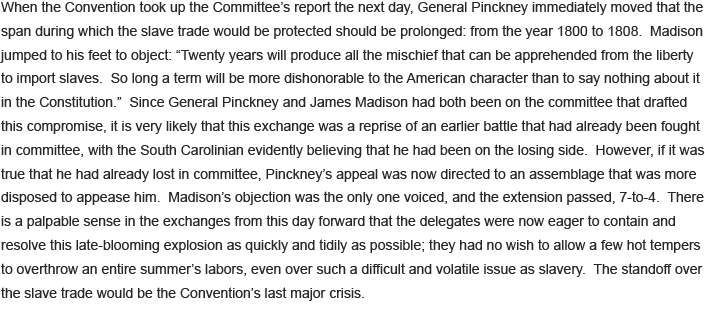 When the Convention took up the Committee’s report the next day, General Pinckney immediately moved that the
span during which the slave trade would be protected should be prolonged: from the year 1800 to 1808.  Madison
jumped to his feet to object: “Twenty years will produce all the mischief that can be apprehended from the liberty
to import slaves.  So long a term will be more dishonorable to the American character than to say nothing about it
in the Constitution.”  Since General Pinckney and James Madison had both been on the committee that drafted
this compromise, it is very likely that this exchange was a reprise of an earlier battle that had already been fought
in committee, with the South Carolinian evidently believing that he had been on the losing side.  However, if it was
true that he had already lost in committee, Pinckney’s appeal was now directed to an assemblage that was more
disposed to appease him.  Madison’s objection was the only one voiced, and the extension passed, 7-to-4.  There
is a palpable sense in the exchanges from this day forward that the delegates were now eager to contain and
resolve this late-blooming explosion as quickly and tidily as possible; they had no wish to allow a few hot tempers
to overthrow an entire summer’s labors, even over such a difficult and volatile issue as slavery.  The standoff over
the slave trade would be the Convention’s last major crisis.